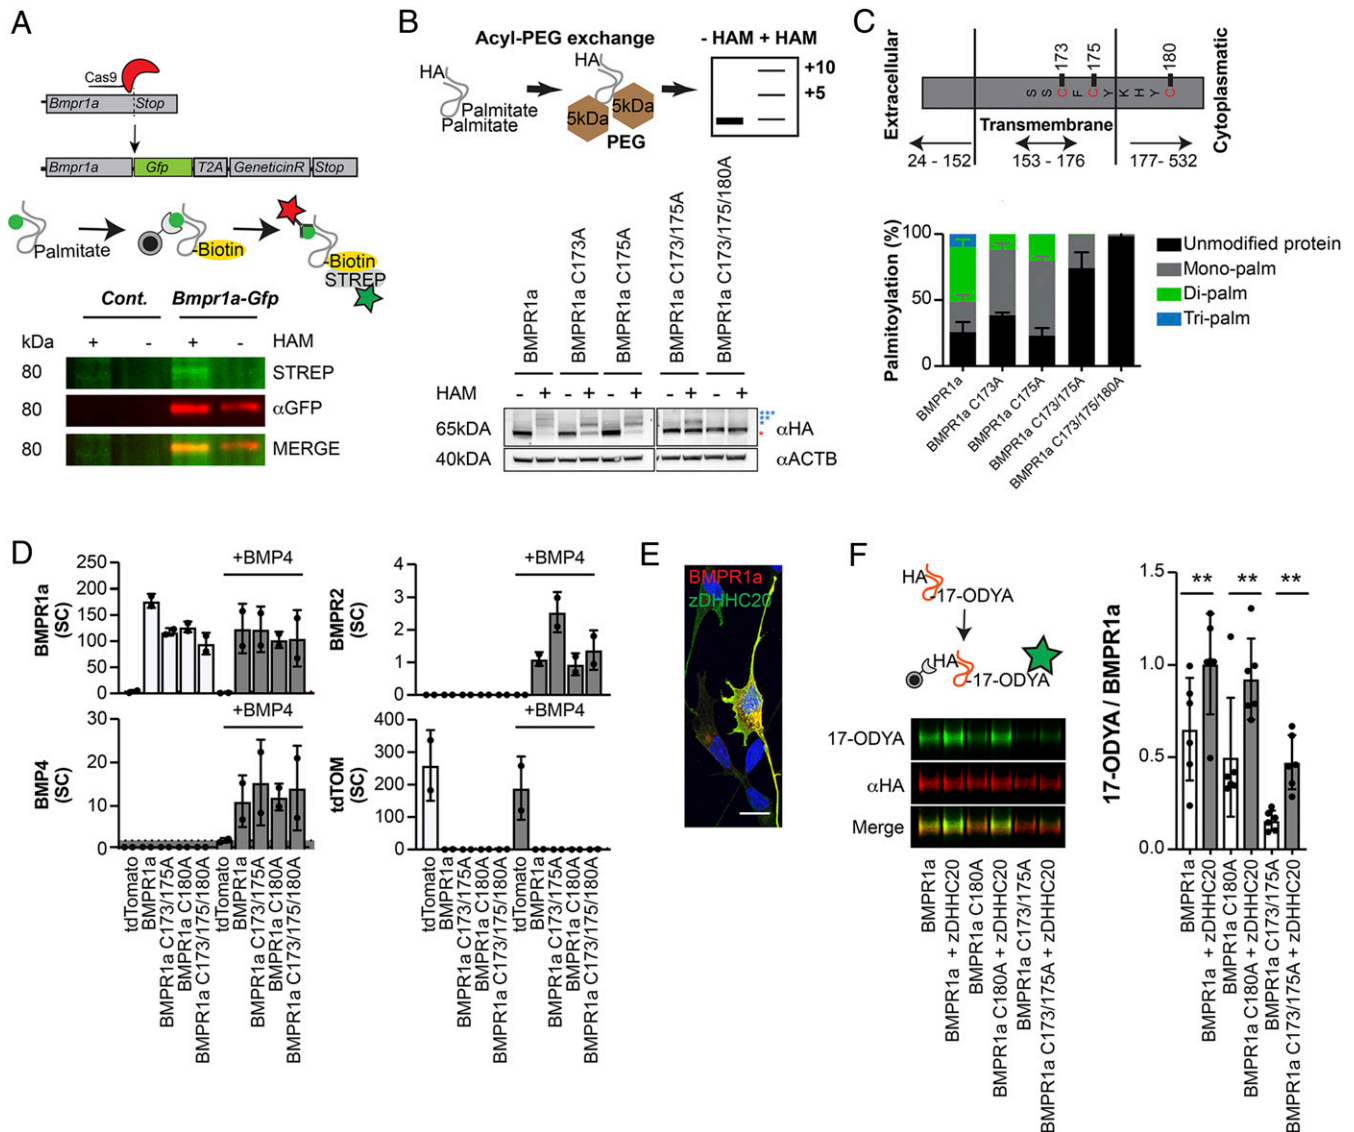 A
Cas9
Bmpr1a
Stop
Bmpr1a
Gfp
T2A
GeneticinR
Stop
Palmitate
-Biotin
-Biotin
STREP
Cont.
Bmpr1a-Gfp
kDa
+
-
+
-
HAM
80
STREP
80
αGFP
80
MERGE
B
Acyl-PEG exchange
- HAM + HAM
HA
Palmitate
Palmitate
HA
5kDa
5kDa
PEG
+10
+5
BMPR1a
BMPR1a C173A
BMPR1a C175A
BMPR1a C173/175A
BMPR1a C173/175/180A
HAM
- + - + - + - + - +
65kDA
αHA
40kDA
αACTB
C
Extracellular
173
175
180
S S C F C Y K H Y C
Transmembrane
Cytoplasmatic
24 - 152
153 - 176
177- 532
Palmitoylation (%)
100
50
0
Unmodified protein
Mono-palm
Di-palm
Tri-palm
BMPR1a
BMPR1a C173A
BMPR1a C175A
BMPR1a C173/175A
BMPR1a C173/175/180A
D
+BMP4
BMPR1a
(SC)
250
200
150
100
50
0
+BMP4
BMPR2
(SC)
4
3
2
1
0
+BMP4
BMP4
(SC)
30
20
10
0
+BMP4
tdTOM
(SC)
400
300
200
100
0
tdTomato
BMPR1a
BMPR1a C173/175A
BMPR1a C180A
BMPR1a C173/175/180A
tdTomato
BMPR1a
BMPR1a C173/175A
BMPR1a C180A
BMPR1a C173/175/180A
tdTomato
BMPR1a
BMPR1a C173/175A
BMPR1a C180A
BMPR1a C173/175/180A
tdTomato
BMPR1a
BMPR1a C173/175A
BMPR1a C180A
BMPR1a C173/175/180A
E
BMPR1a
zDHHC20
F
HA
-17-ODYA
HA
-17-ODYA
17-ODYA
αHA
Merge
BMPR1a
BMPR1a + zDHHC20
BMPR1a C180A
BMPR1a C180A + zDHHC20
BMPR1a C173/175A
BMPR1a C173/175A + zDHHC20
17-ODYA / BMPR1a
1.5
1.0
0.5
0.0
**
**
**
BMPR1a
BMPR1a + zDHHC20
BMPR1a C180A
BMPR1a C180A + zDHHC20
BMPR1a C173/175A
BMPR1a C173/175A + zDHHC20